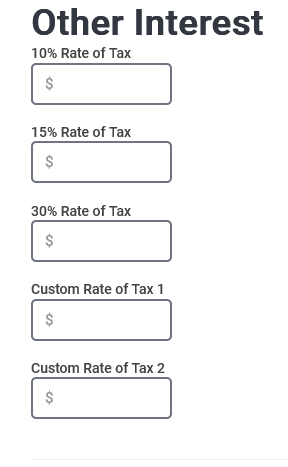 Other Interest
10% Rate of Tax
$
15% Rate of Tax
$
30% Rate of Tax
$
Custom Rate of Tax 1
$
Custom Rate of Tax 2
$